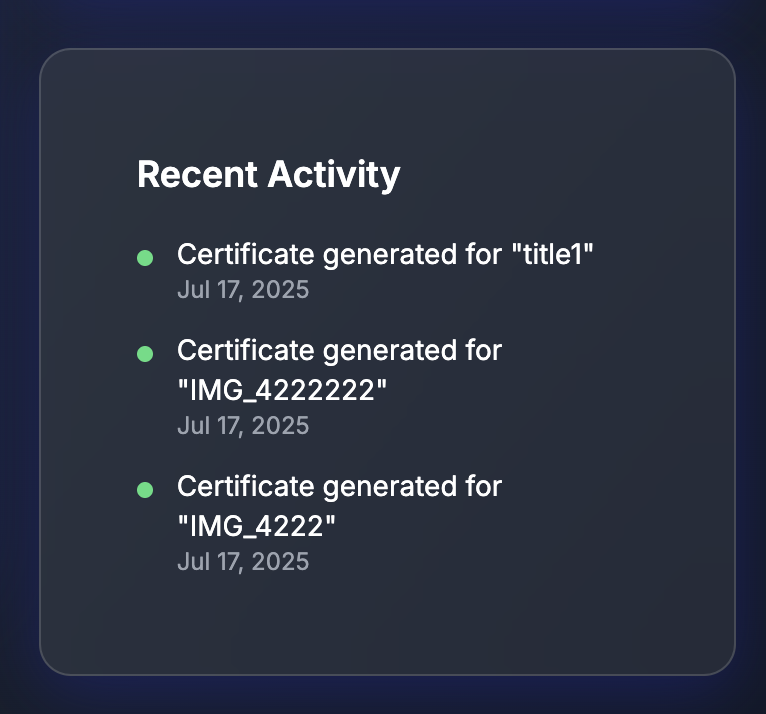 Recent Activity
Certificate generated for "title1"
Jul 17, 2025
Certificate generated for
"IMG_4222222"
Jul 17, 2025
Certificate generated for
"IMG_4222"
Jul 17, 2025